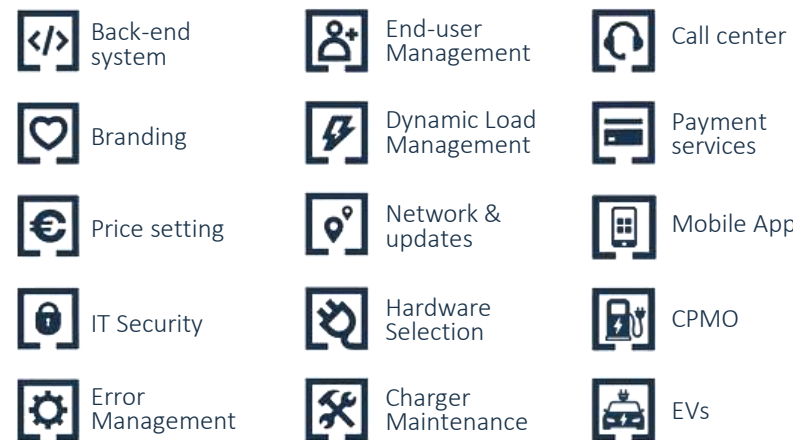 Back-end
system
End-user
Management
Call center
Branding
Dynamic Load
Management
Payment
services
Price setting
Network &
updates
Mobile App
IT Security
Hardware
Selection
CPMO
Error
Management
Charger
Maintenance
EVs